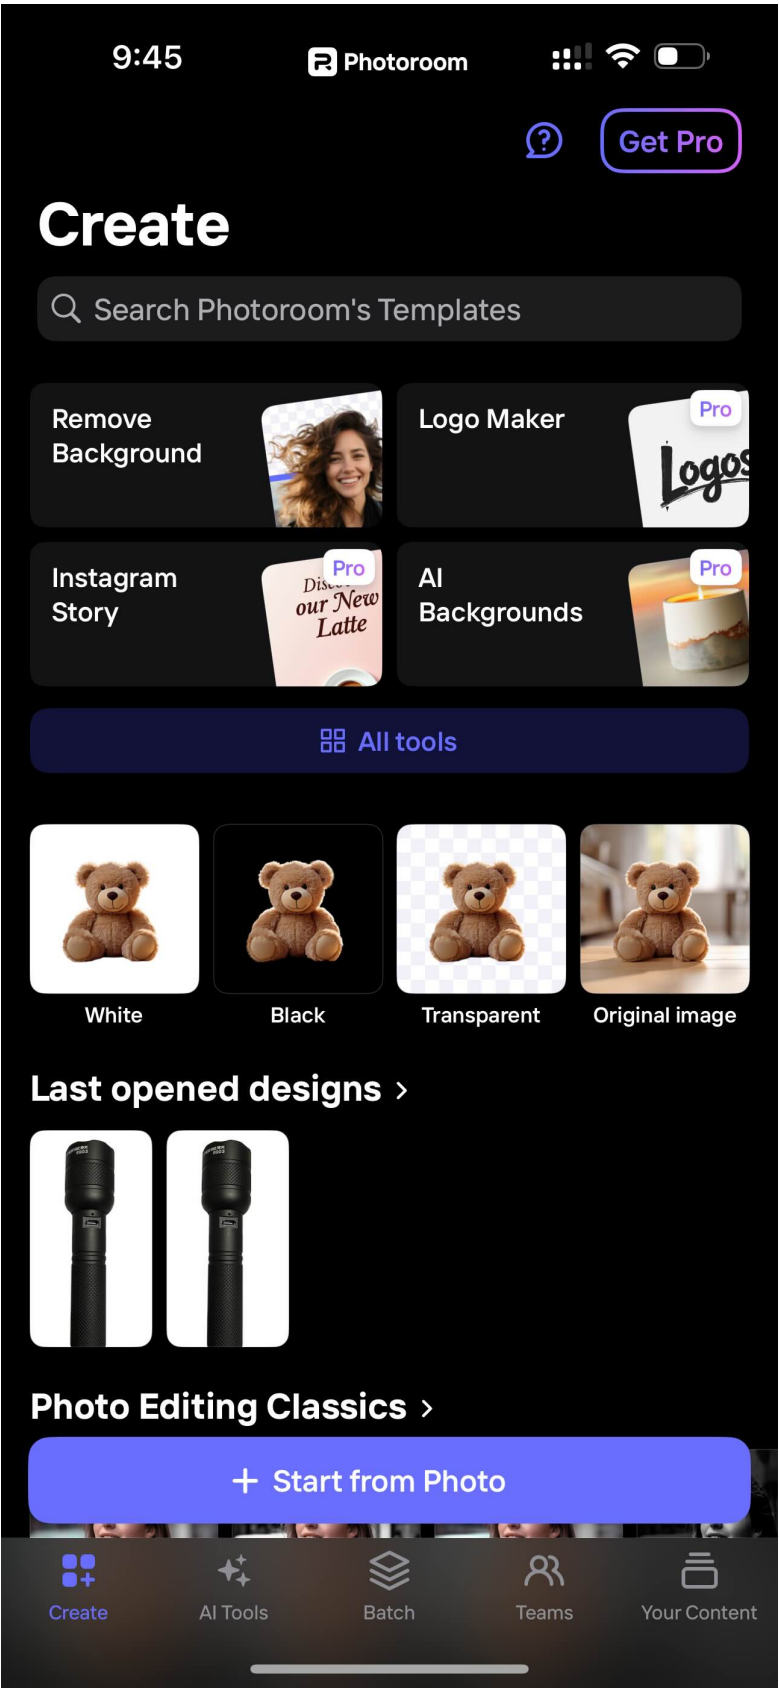 9:45
Photoroom
Get Pro
Create
Search Photoroom's Templates
Remove
Background
Logo Maker
Pro
Logos
Instagram
Story
Pro
our New
Latte
AI
Backgrounds
Pro
All tools
White
Black
Transparent
Original image
Last opened designs
Photo Editing Classics
+ Start from Photo
Create
AI Tools
Batch
Teams
Your Content